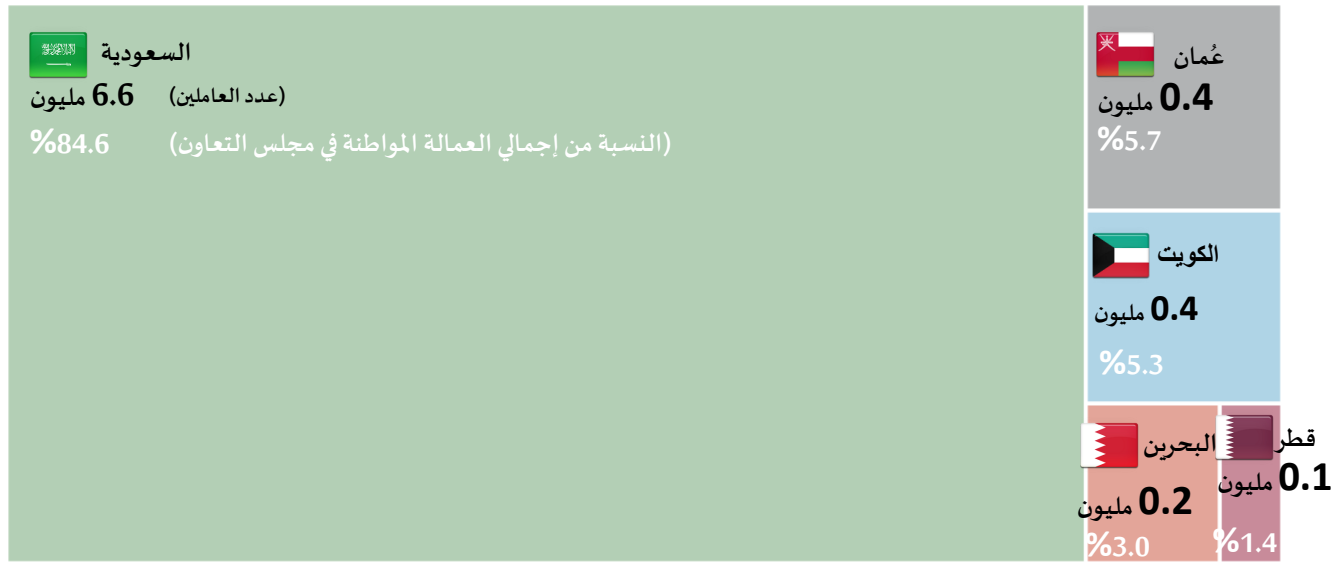 السعودية
(عدد العاملين) 6.6 مليون
(النسبة من إجمالي العمالة المواطنة في مجلس التعاون) %84.6
عُمان
0.4 مليون
%5.7
الكويت
0.4 مليون
%5.3
البحرين
0.2 مليون
%3.0
قطر
0.1 مليون
%1.4